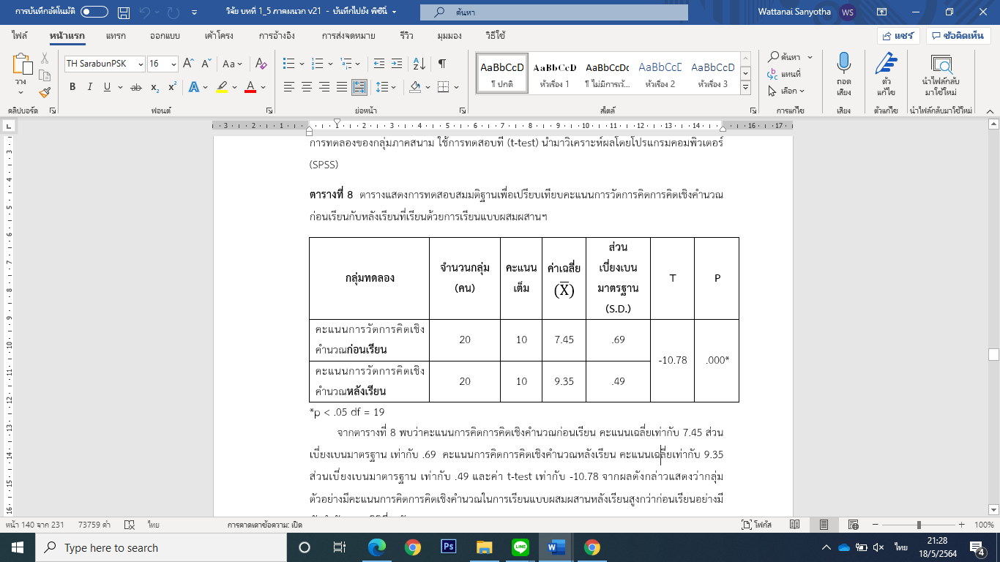 การบันทึกอัตโนมัติ
วิจัย บทที่ 1_5 ภาคผนวก v21 - บันทึกไปยัง พีซีนี้
ค้นหา
Wattanai Sanyotha WS
ไฟล์ หน้าแรก แทรก ออกแบบ เค้าโครง การอ้างอิง การส่งจดหมาย รีวิว มุมมอง วิธีใช้ แชร์ ข้อคิดเห็น
วาง
TH SarabunPSK 16
AaBbCcD AaBbCcD AaBbCcDc AaBbCcD AaBbCcD
ปกติ หัวเรื่อง 1 ไม่มีการเว้... หัวเรื่อง 2 หัวเรื่อง 3
ค้นหา
แทนที่
เลือก
ถอดเสียง
ตัวแก้ไข
นำไฟล์กลับมาใช้ใหม่
คลิปบอร์ด ฟอนต์ ย่อหน้า สไตล์ การแก้ไข เสียง ตัวแก้ไข นำไฟล์กลับมาใช้ใหม่
การทดลองของกลุ่มภาคสนาม ใช้การทดสอบที (t-test) นำมาวิเคราะห์ผลโดยโปรแกรมคอมพิวเตอร์
(SPSS)
ตารางที่ 8 ตารางแสดงการทดสอบสมมติฐานเพื่อเปรียบเทียบคะแนนการวัดการคิดการคิดเชิงคำนวณ
ก่อนเรียนกับหลังเรียนที่เรียนด้วยการเรียนแบบผสมผสานฯ
กลุ่มทดลอง
จำนวนกลุ่ม
(คน)
คะแนน
เต็ม
ค่าเฉลี่ย
(X̅)
ส่วน
เบี่ยงเบน
มาตรฐาน
(S.D.)
T
P
คะแนนการวัดการคิดเชิง
คำนวณก่อนเรียน
20 10 7.45 .69
-10.78 .000*
คะแนนการวัดการคิดเชิง
คำนวณหลังเรียน
20 10 9.35 .49
*p < .05 df = 19
จากตารางที่ 8 พบว่าคะแนนการคิดการคิดเชิงคำนวณก่อนเรียน คะแนนเฉลี่ยเท่ากับ 7.45 ส่วน
เบี่ยงเบนมาตรฐาน เท่ากับ .69 คะแนนการคิดการคิดเชิงคำนวณหลังเรียน คะแนนเฉลี่ยเท่ากับ 9.35
ส่วนเบี่ยงเบนมาตารฐาน เท่ากับ .49 และค่า t-test เท่ากับ -10.78 จากผลดังกล่าวแสดงว่ากลุ่ม
ตัวอย่างมีคะแนนการคิดการคิดเชิงคำนวณในการเรียนแบบผสมผสานหลังเรียนสูงกว่าก่อนเรียนอย่างมี
หน้า 140 จาก 231 73759 คำ ไทย การคาดเดาข้อความ: เปิด โฟกัส 100%
Type here to search
ไทย
21:28
18/5/2564
4